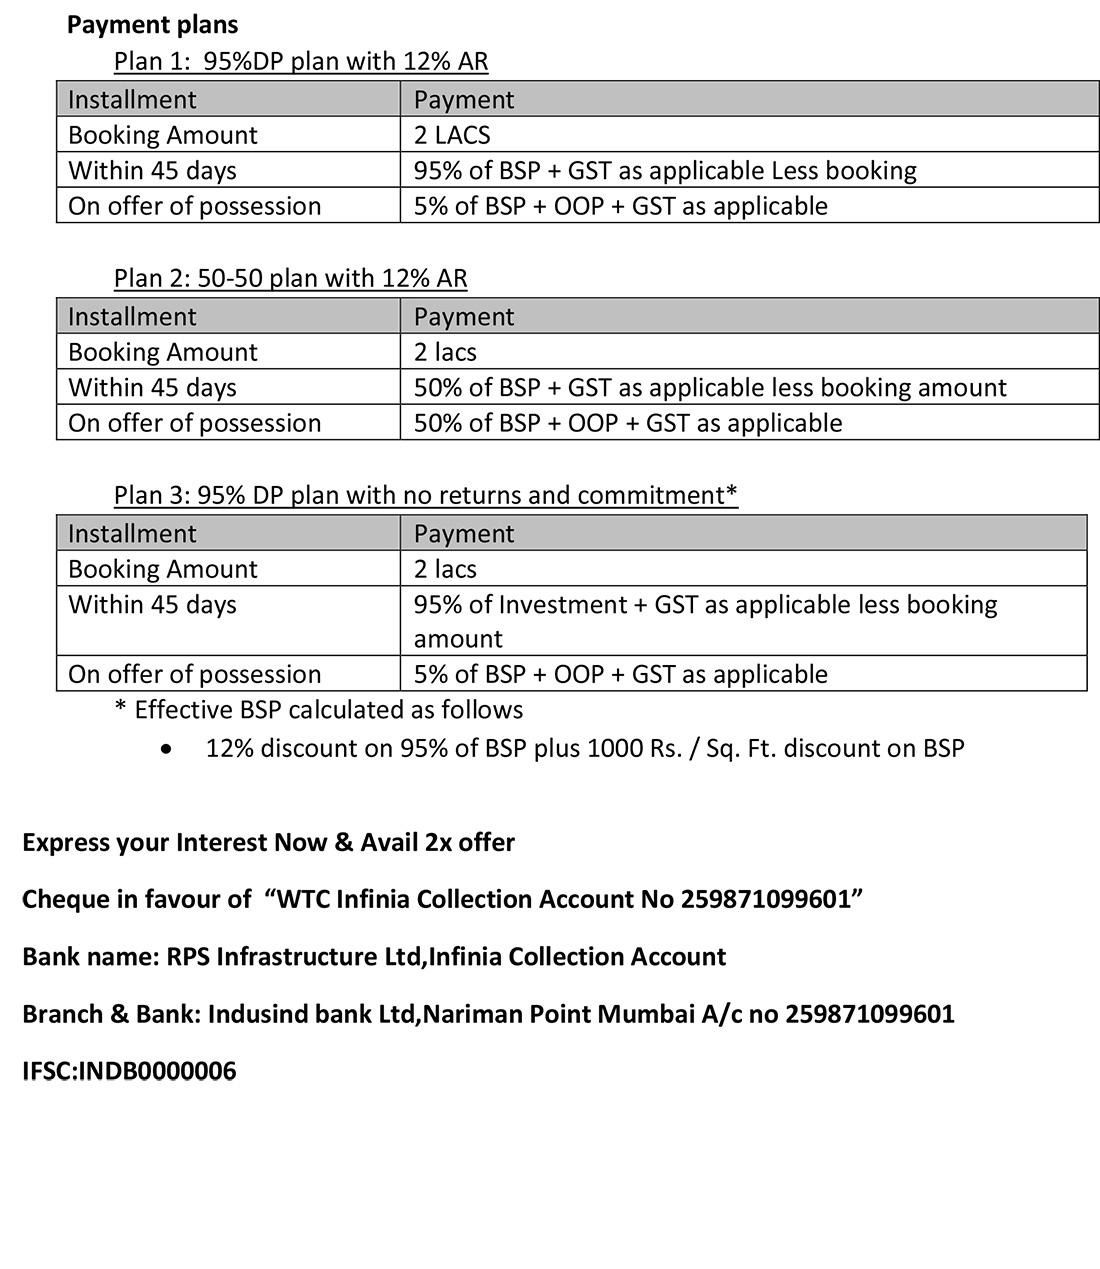 Payment plans
Plan 1:  95%DP plan with 12% AR
Installment Payment
Booking Amount 2 LACS
Within 45 days 95% of BSP + GST as applicable Less booking
On offer of possession 5% of BSP + OOP + GST as applicable
Plan 2: 50-50 plan with 12% AR
Installment Payment
Booking Amount 2 lacs
Within 45 days 50% of BSP + GST as applicable less booking amount
On offer of possession 50% of BSP + OOP + GST as applicable
Plan 3: 95% DP plan with no returns and commitment*
Installment Payment
Booking Amount 2 lacs
Within 45 days 95% of Investment + GST as applicable less booking
amount
On offer of possession 5% of BSP + OOP + GST as applicable
* Effective BSP calculated as follows
• 12% discount on 95% of BSP plus 1000 Rs. / Sq. Ft. discount on BSP
Express your Interest Now & Avail 2x offer
Cheque in favour of  “WTC Infinia Collection Account No 259871099601”
Bank name: RPS Infrastructure Ltd,Infinia Collection Account
Branch & Bank: Indusind bank Ltd,Nariman Point Mumbai A/c no 259871099601
IFSC:INDB0000006